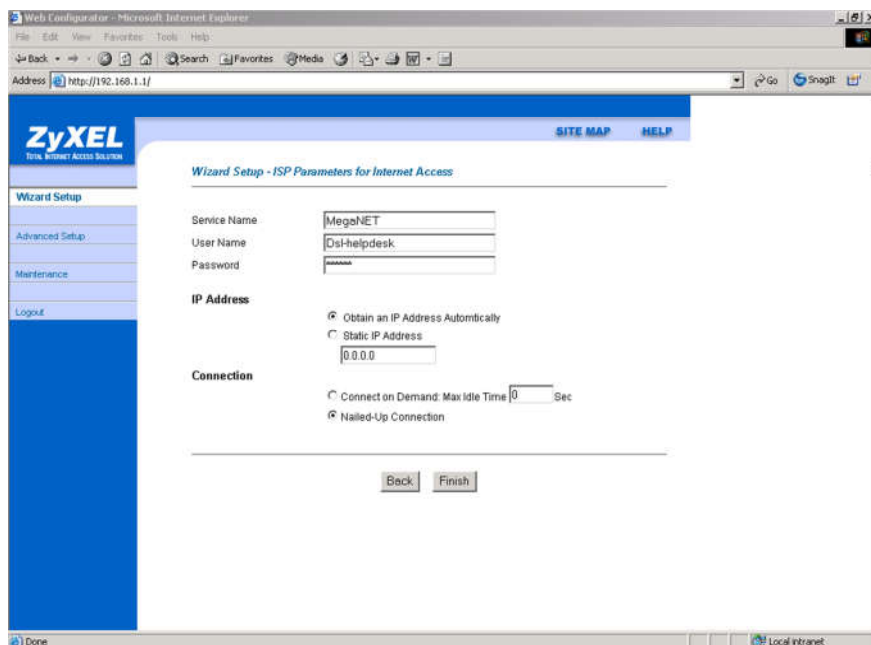 Web Configurator - Microsoft Internet Explorer
File Edit View Favorites Tools Help
Back Search Favorites Media
Address http://192.168.1.1/ Go SnagIt
ZyXEL
TOTAL INTERNET ACCESS SOLUTION
SITE MAP HELP
Wizard Setup
Advanced Setup
Maintenance
Logout
Wizard Setup - ISP Parameters for Internet Access
Service Name MegaNET
User Name Dsl-helpdesk
Password ******
IP Address
Obtain an IP Address Automtically
Static IP Address
0.0.0.0
Connection
Connect on Demand: Max Idle Time 0 Sec
Nailed-Up Connection
Back Finish
Done Local intranet